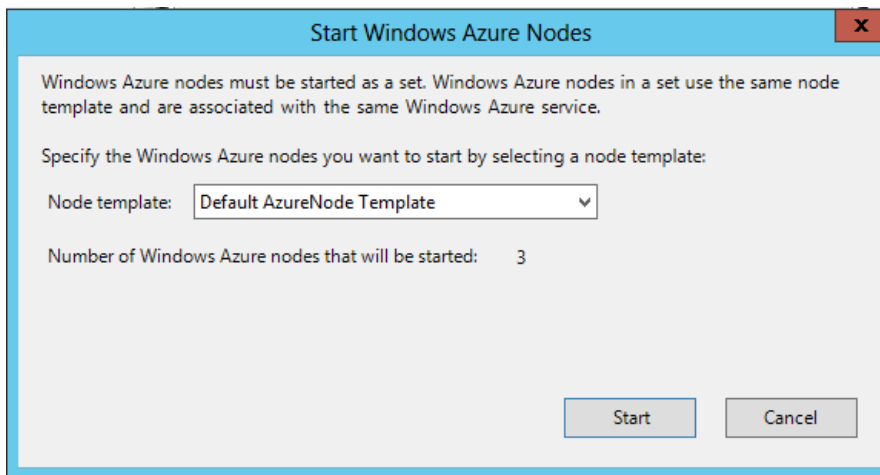 Start Windows Azure Nodes
x
Windows Azure nodes must be started as a set. Windows Azure nodes in a set use the same node
template and are associated with the same Windows Azure service.
Specify the Windows Azure nodes you want to start by selecting a node template:
Node template: Default AzureNode Template
Number of Windows Azure nodes that will be started: 3
Start Cancel